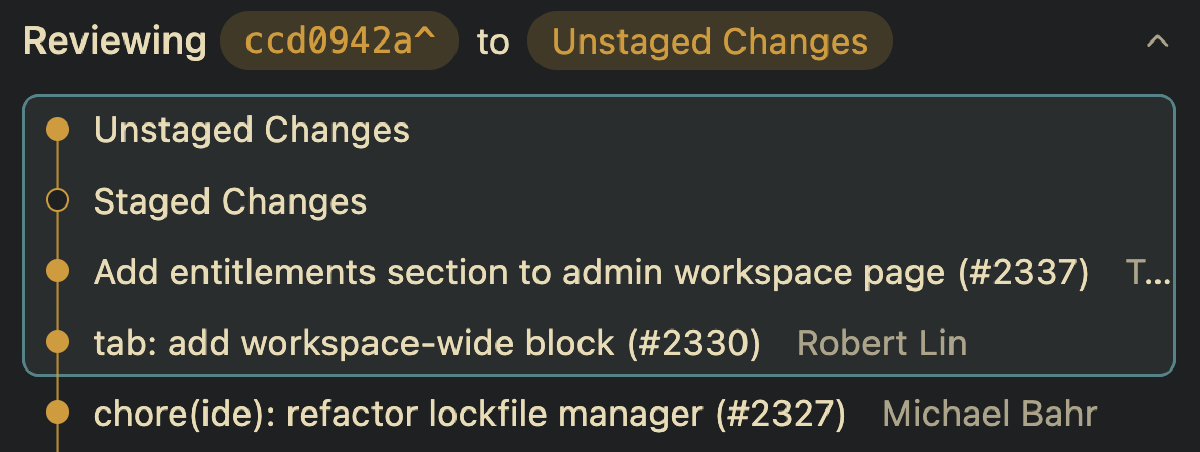 Reviewing ccd0942a^ to Unstaged Changes
Unstaged Changes
Staged Changes
Add entitlements section to admin workspace page (#2337) T...
tab: add workspace-wide block (#2330) Robert Lin
chore(ide): refactor lockfile manager (#2327) Michael Bahr